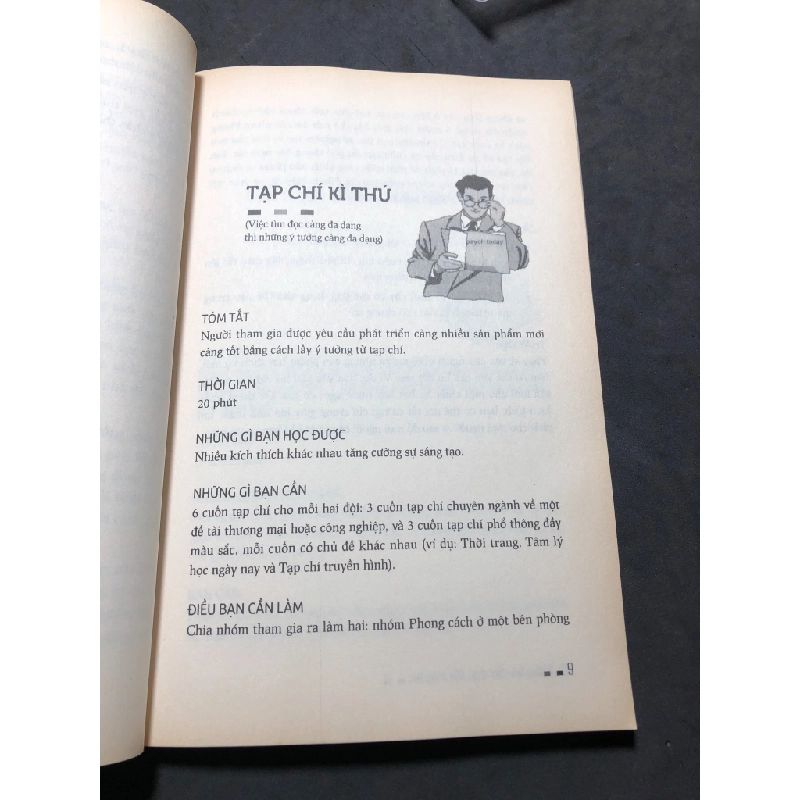 TẠP CHÍ KÌ THÚ
(Việc tìm đọc càng đa dạng
thì những ý tưởng càng đa dạng)
psych today
TÓM TẮT
Người tham gia được yêu cầu phát triển càng nhiều sản phẩm mới
càng tốt bằng cách lấy ý tưởng từ tạp chí.
THỜI GIAN
20 phút
NHỮNG GÌ BẠN HỌC ĐƯỢC
Nhiều kích thích khác nhau tăng cường sự sáng tạo.
NHỮNG GÌ BẠN CẦN
6 cuốn tạp chí cho mỗi hai đội: 3 cuốn tạp chí chuyên ngành về một
đề tài thương mại hoặc công nghiệp, và 3 cuốn tạp chí phổ thông đầy
màu sắc, mỗi cuốn có chủ đề khác nhau (ví dụ: Thời trang, Tâm lý
học ngày nay và Tạp chí truyền hình).
ĐIỀU BẠN CẦN LÀM
Chia nhóm tham gia ra làm hai: nhóm Phong cách ở một bên phòng
9